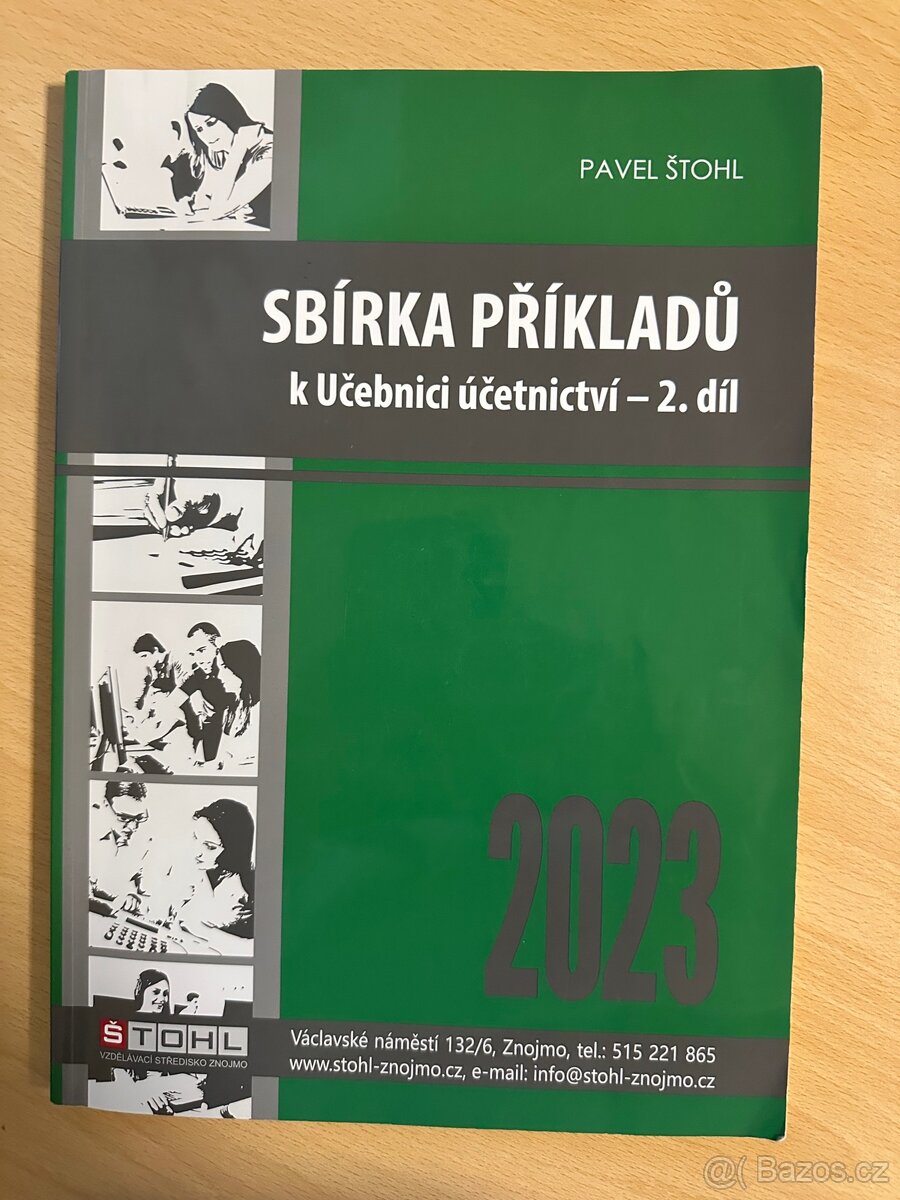 PAVEL ŠTOHL
SBÍRKA PŘÍKLADŮ
k Učebnici účetnictví – 2. díl
2023
ŠTOHL
VZDĚLÁVACÍ STŘEDISKO ZNOJMO
Václavské náměstí 132/6, Znojmo, tel.: 515 221 865
www.stohl-znojmo.cz, e-mail: info@stohl-znojmo.cz
@( Bazos.cz